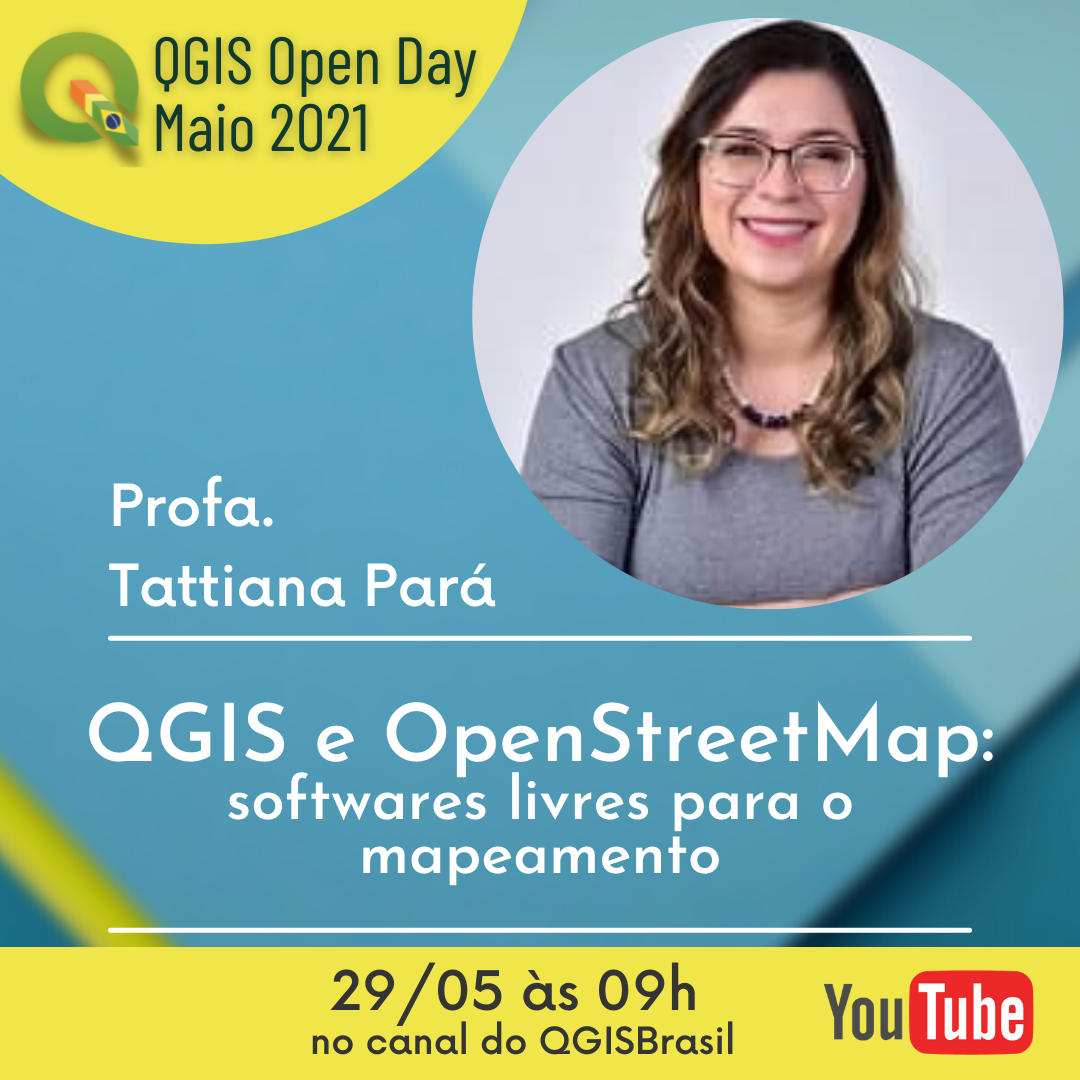 QGIS Open Day
Maio 2021
Profa.
Tattiana Pará
QGIS e OpenStreetMap:
softwares livres para o
mapeamento
29/05 às 09h
no canal do QGISBrasil
YouTube